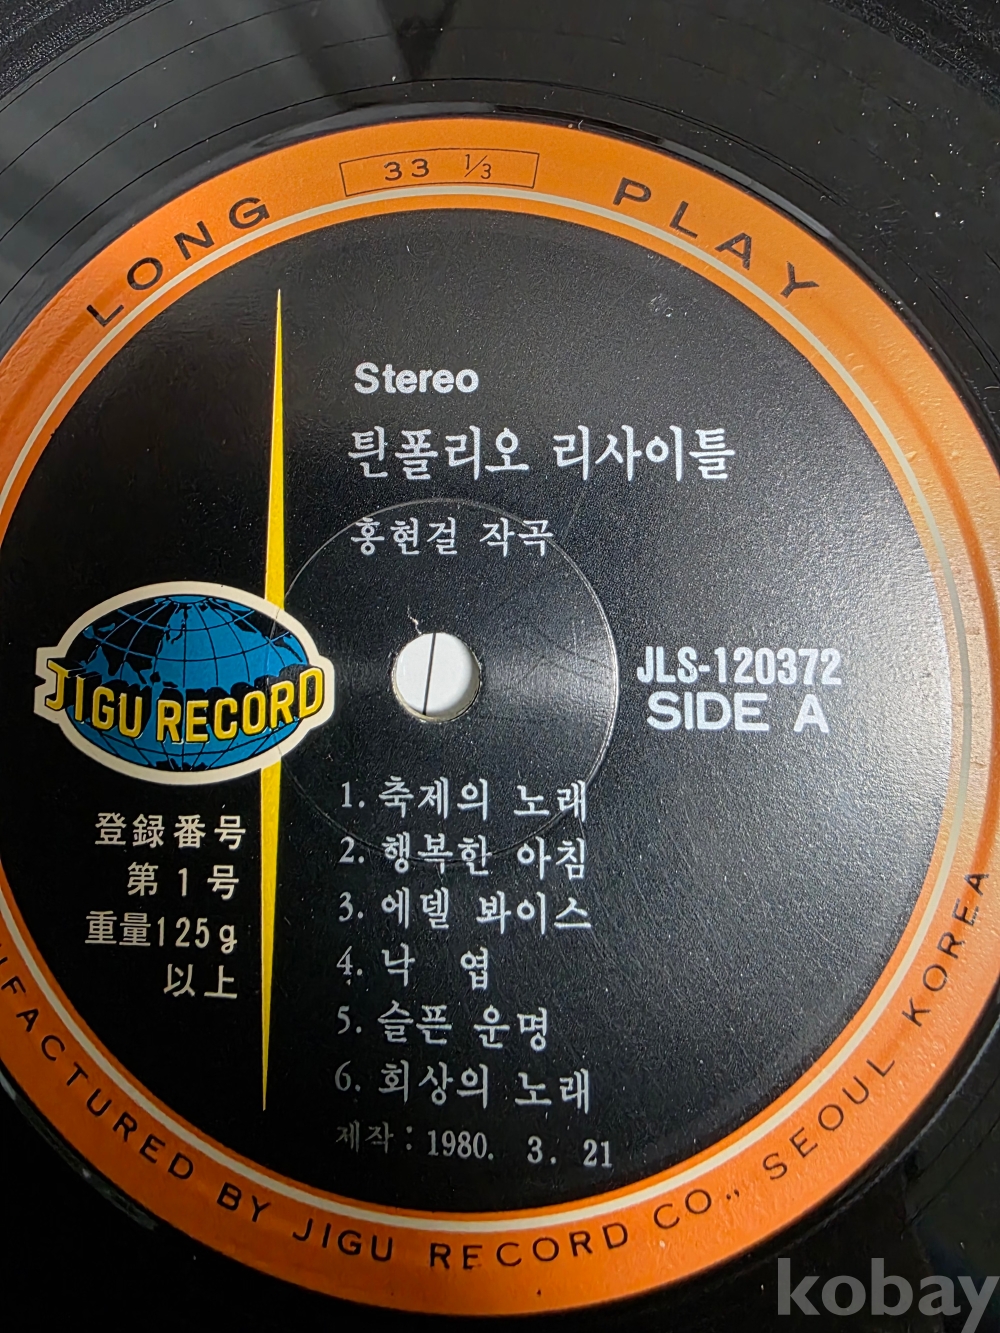 LONG 33 1/3 PLAY
Stereo
틴폴리오 리사이틀
홍현걸 작곡
JIGU RECORD
JLS-120372
SIDE A
登録番号
第1号
重量125g
以上
1. 축제의 노래
2. 행복한 아침
3. 에델 봐이스
4. 낙 엽
5. 슬픈 운명
6. 회상의 노래
제작: 1980. 3. 21
BY JIGU RECORD CO., SEOUL KOREA
kobay